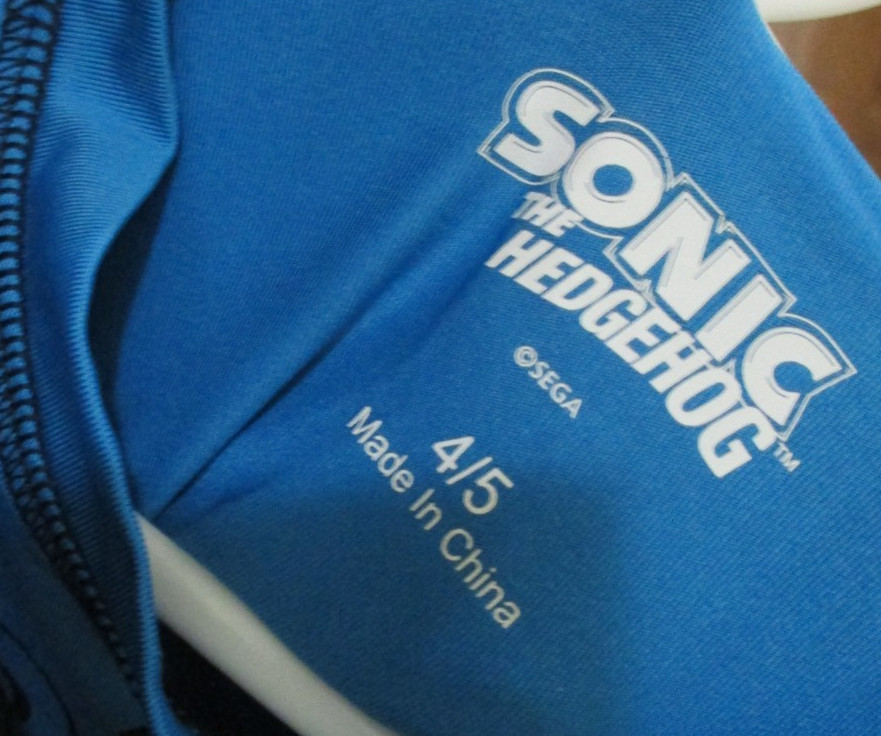 SONIC
THE
HEDGEHOG™
©SEGA
4/5
Made In China